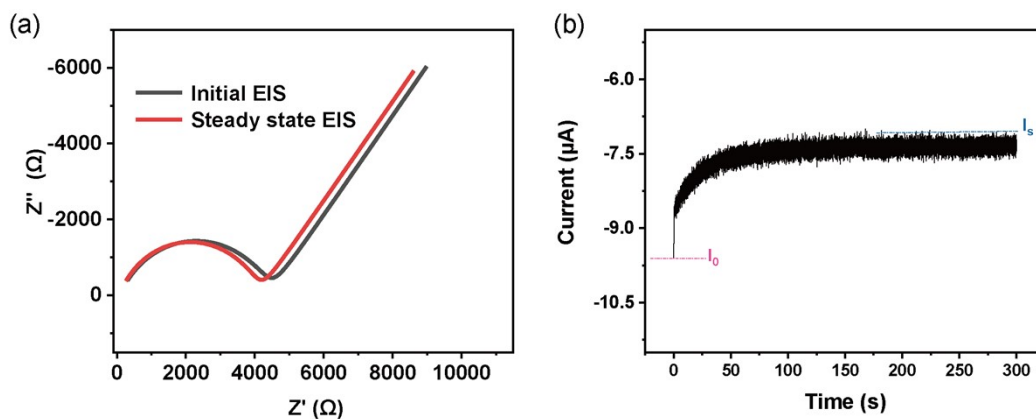 (a)
-6000
-4000
-2000
0
Z'' (Ω)
Initial EIS
Steady state EIS
0 2000 4000 6000 8000 10000
Z' (Ω)
(b)
-6.0
-7.5
-9.0
-10.5
Current (μA)
Is
I0
0 50 100 150 200 250 300
Time (s)